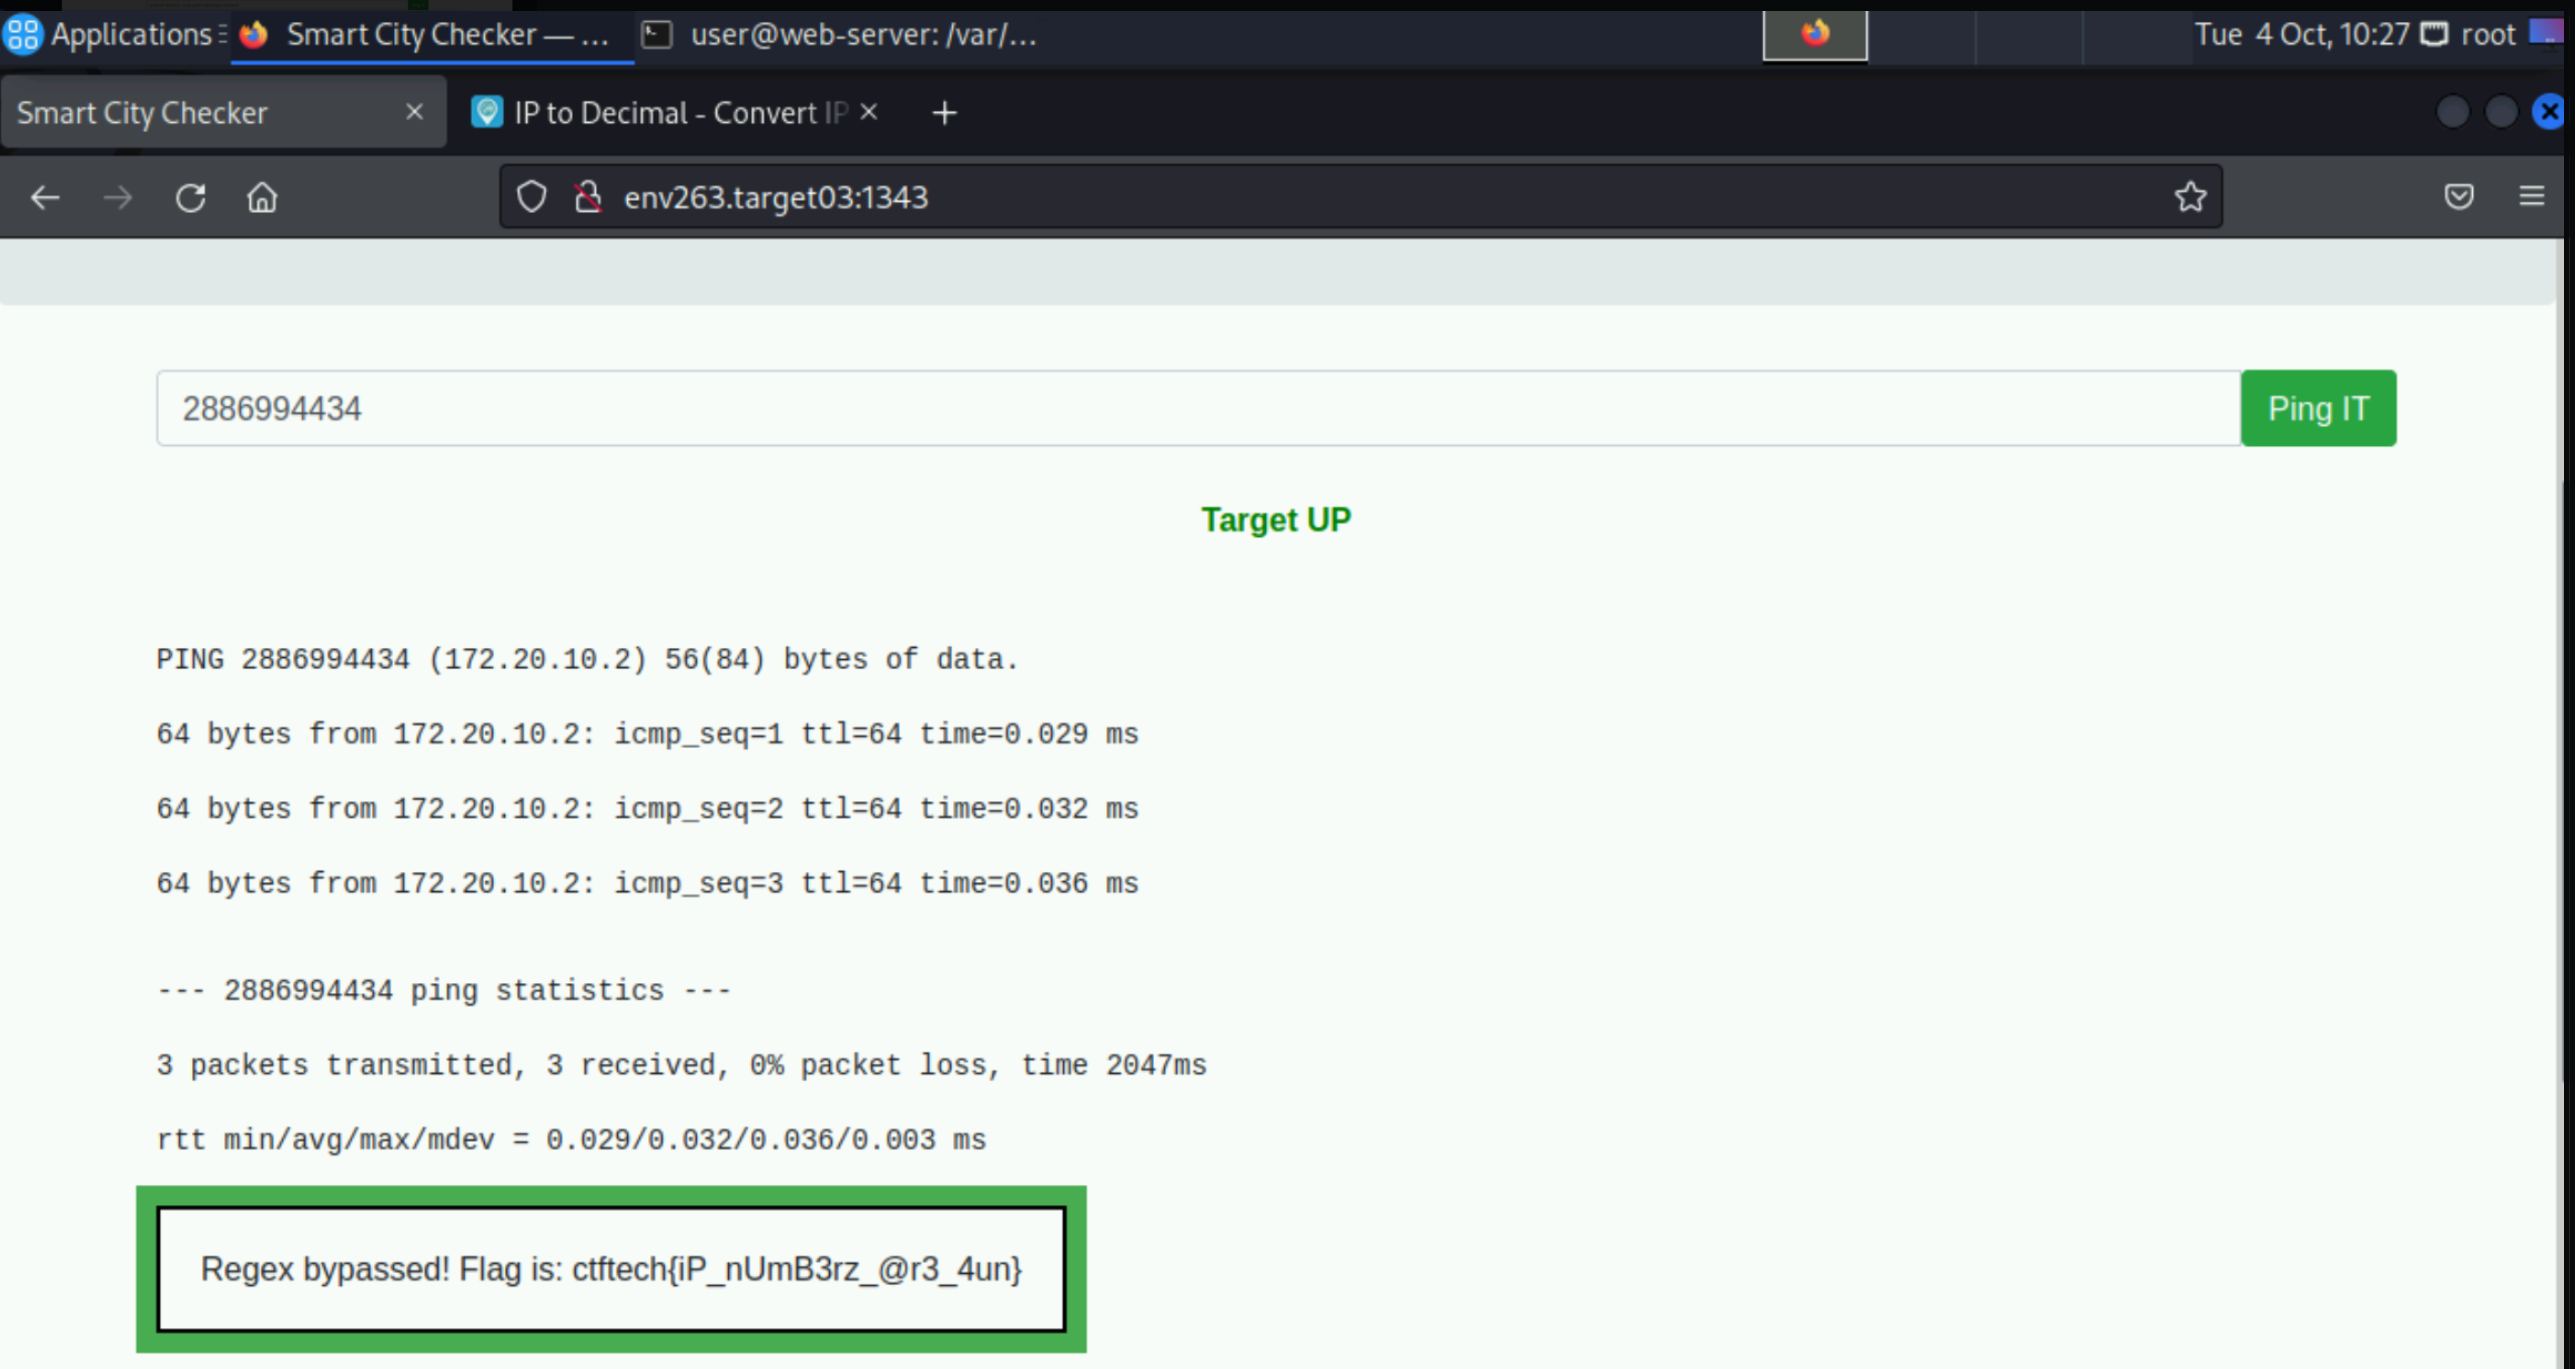 Applications
Smart City Checker — ...
user@web-server: /var/...
Tue 4 Oct, 10:27
root
Smart City Checker
IP to Decimal - Convert IP
env263.target03:1343
2886994434
Ping IT
Target UP
PING 2886994434 (172.20.10.2) 56(84) bytes of data.
64 bytes from 172.20.10.2: icmp_seq=1 ttl=64 time=0.029 ms
64 bytes from 172.20.10.2: icmp_seq=2 ttl=64 time=0.032 ms
64 bytes from 172.20.10.2: icmp_seq=3 ttl=64 time=0.036 ms
--- 2886994434 ping statistics ---
3 packets transmitted, 3 received, 0% packet loss, time 2047ms
rtt min/avg/max/mdev = 0.029/0.032/0.036/0.003 ms
Regex bypassed! Flag is: ctftech{iP_nUmB3rz_@r3_4un}